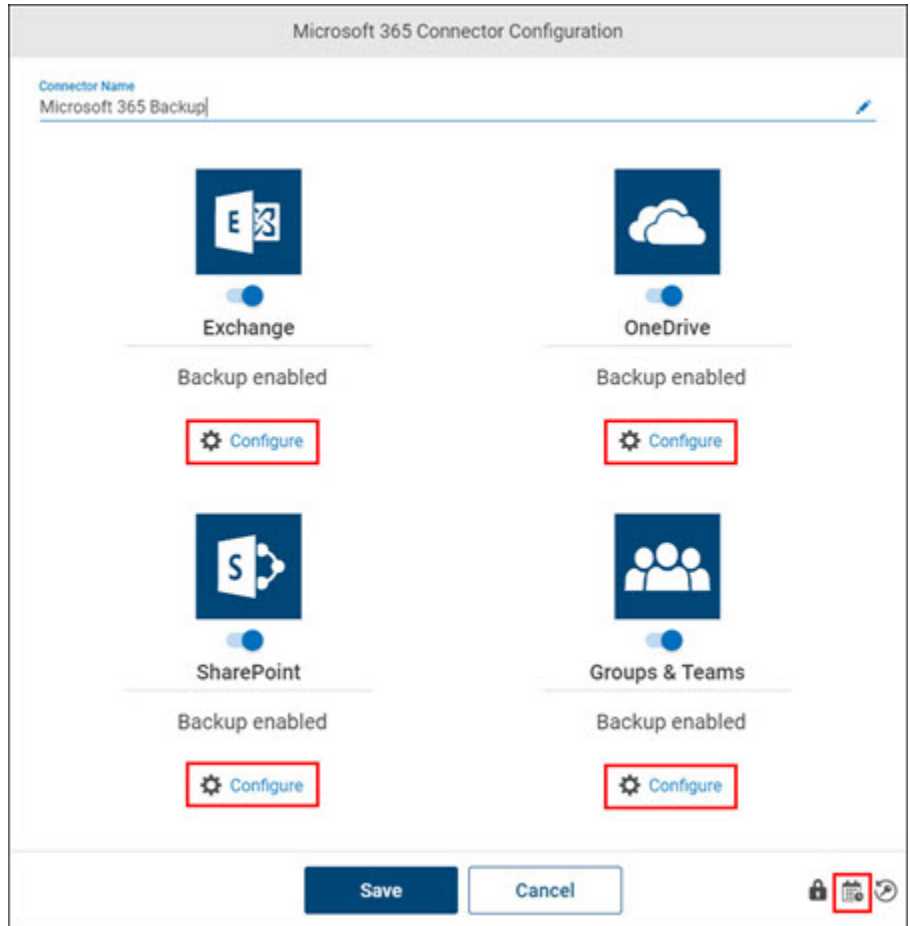 Microsoft 365 Connector Configuration
Connector Name
Microsoft 365 Backup
E
Exchange
OneDrive
Backup enabled
Backup enabled
Configure
Configure
S
SharePoint
Groups & Teams
Backup enabled
Backup enabled
Configure
Configure
Save
Cancel